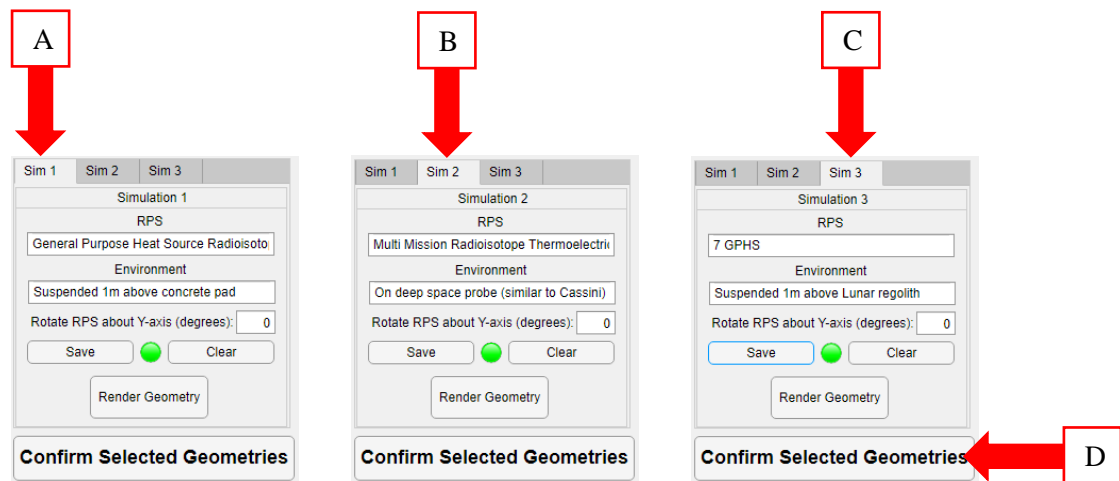 A
B
C
Sim 1 Sim 2 Sim 3
Simulation 1
RPS
General Purpose Heat Source Radioisoto
Environment
Suspended 1m above concrete pad
Rotate RPS about Y-axis (degrees): 0
Save Clear
Render Geometry
Confirm Selected Geometries
Sim 1 Sim 2 Sim 3
Simulation 2
RPS
Multi Mission Radioisotope Thermoelectric
Environment
On deep space probe (similar to Cassini)
Rotate RPS about Y-axis (degrees): 0
Save Clear
Render Geometry
Confirm Selected Geometries
Sim 1 Sim 2 Sim 3
Simulation 3
RPS
7 GPHS
Environment
Suspended 1m above Lunar regolith
Rotate RPS about Y-axis (degrees): 0
Save Clear
Render Geometry
Confirm Selected Geometries
D